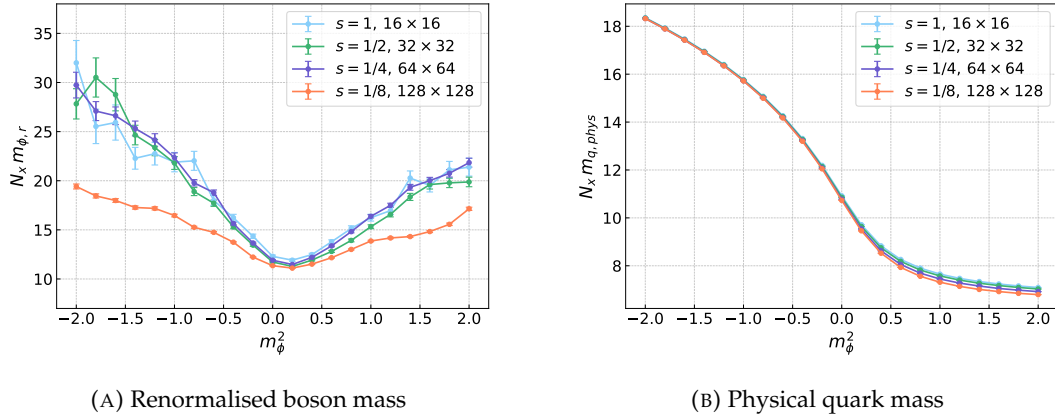 35
30
25
20
15
10
N_x m_{ϕ,r}
s = 1, 16 × 16
s = 1/2, 32 × 32
s = 1/4, 64 × 64
s = 1/8, 128 × 128
−2.0 −1.5 −1.0 −0.5 0.0 0.5 1.0 1.5 2.0
m_ϕ^2
(A) Renormalised boson mass
18
16
14
12
10
8
N_x m_{q,phys}
s = 1, 16 × 16
s = 1/2, 32 × 32
s = 1/4, 64 × 64
s = 1/8, 128 × 128
−2.0 −1.5 −1.0 −0.5 0.0 0.5 1.0 1.5 2.0
m_ϕ^2
(B) Physical quark mass